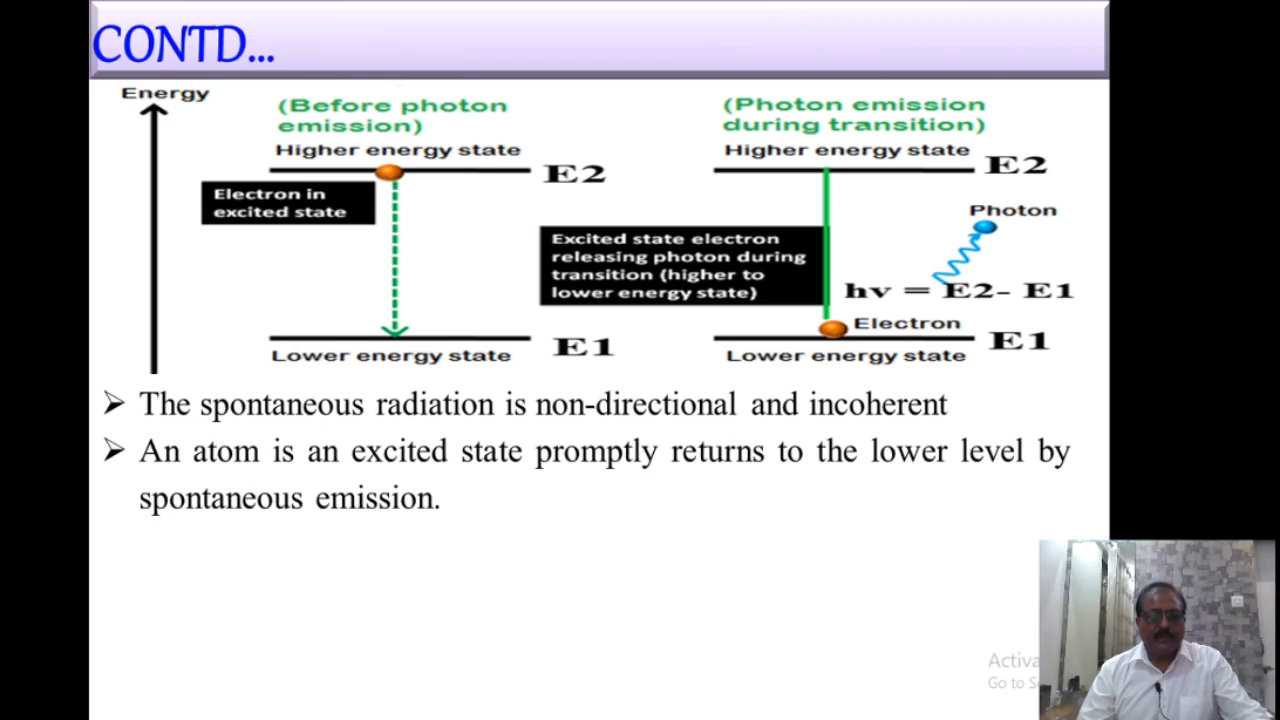 CONTD...
Energy
(Before photon
emission)
Higher energy state
E2
Electron in
excited state
Lower energy state
E1
(Photon emission
during transition)
Higher energy state
E2
Photon
Excited state electron
releasing photon during
transition (higher to
lower energy state)
hv = E2- E1
Electron
E1
Lower energy state
➢ The spontaneous radiation is non-directional and incoherent
➢ An atom is an excited state promptly returns to the lower level by
spontaneous emission.
Activa
Go to S